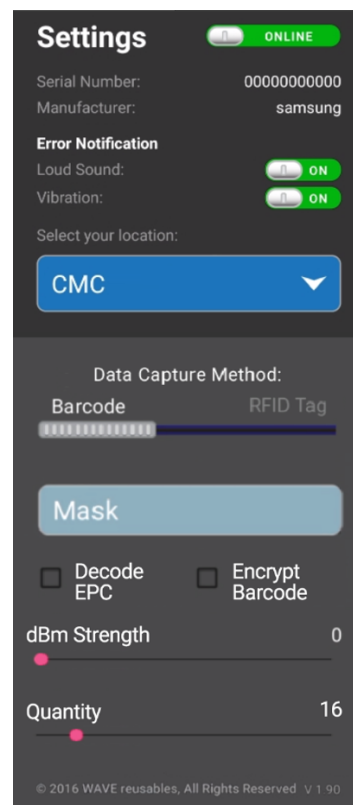 Settings
ONLINE
Serial Number: 00000000000
Manufacturer: samsung
Error Notification
Loud Sound: ON
Vibration: ON
Select your location:
CMC
Data Capture Method:
Barcode RFID Tag
Mask
Decode EPC
Encrypt Barcode
dBm Strength 0
Quantity 16
© 2016 WAVE reusables, All Rights Reserved V 1 90